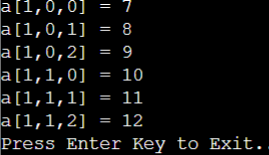 a[1,0,0] = 7
a[1,0,1] = 8
a[1,0,2] = 9
a[1,1,0] = 10
a[1,1,1] = 11
a[1,1,2] = 12
Press Enter Key to Exit..